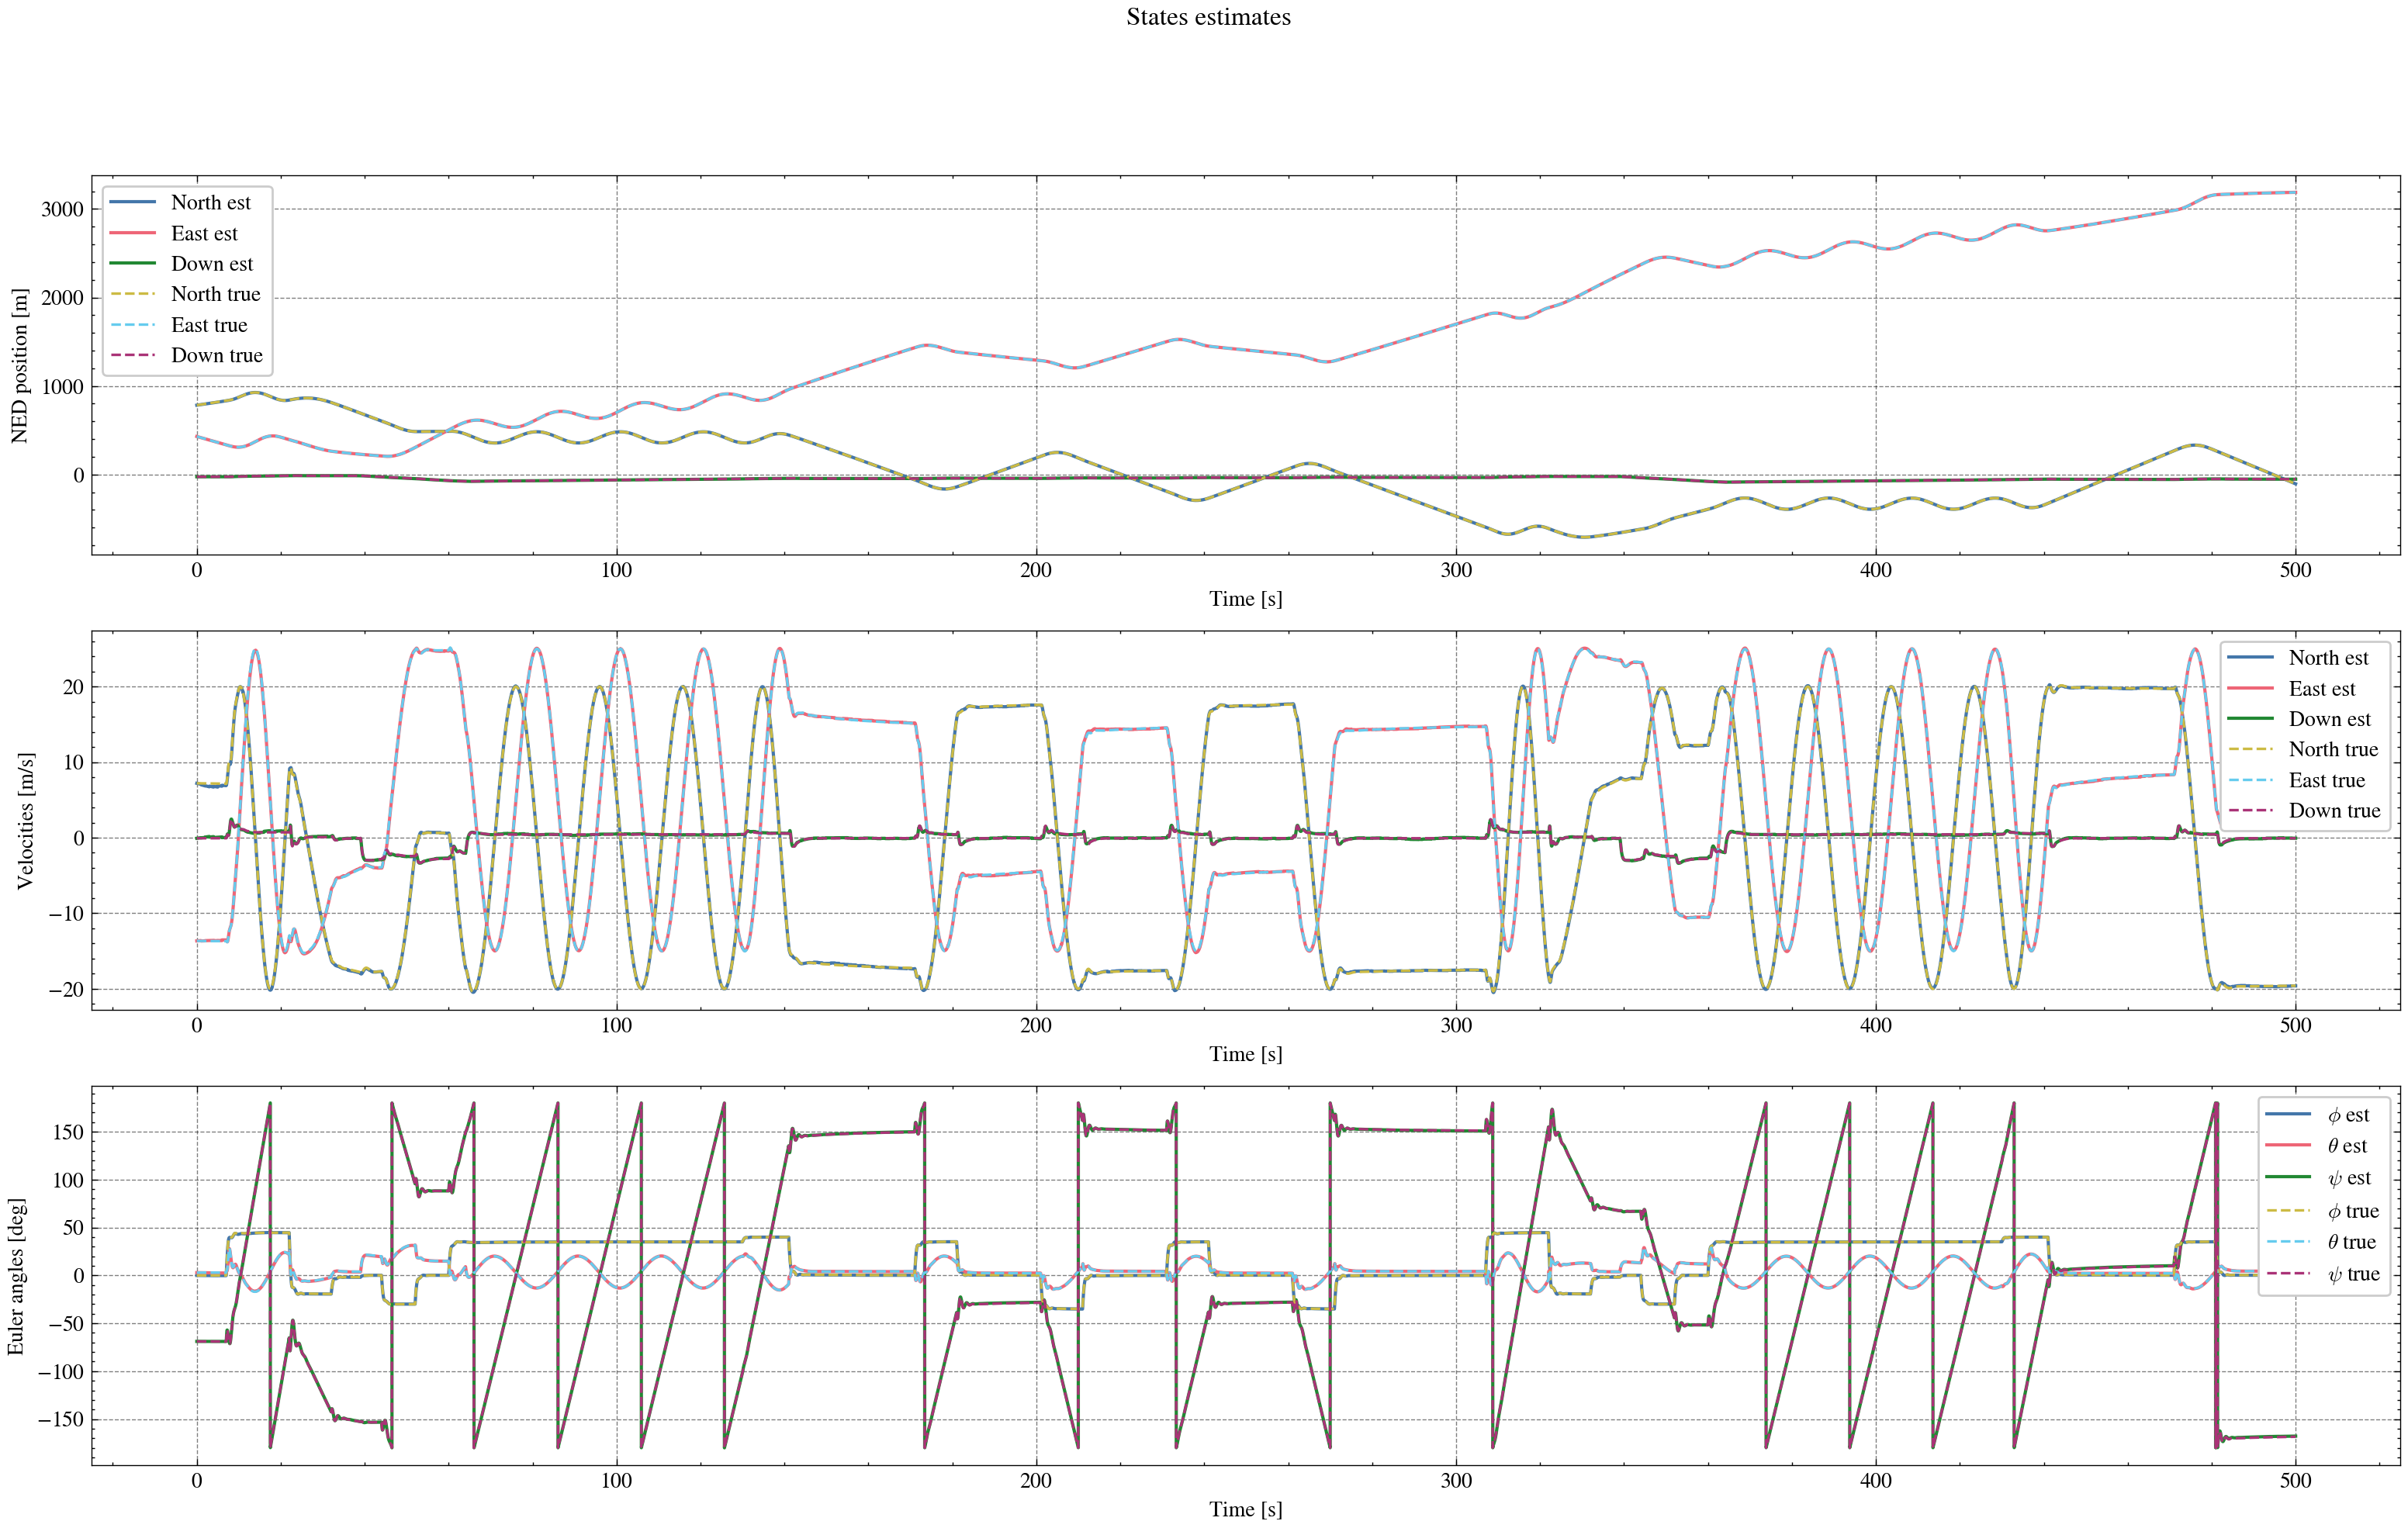 States estimates
3000
2000
1000
0
NED position [m]
North est
East est
Down est
North true
East true
Down true
0 100 200 300 400 500
Time [s]
20
10
0
−10
−20
Velocities [m/s]
North est
East est
Down est
North true
East true
Down true
0 100 200 300 400 500
Time [s]
150
100
50
0
−50
−100
−150
Euler angles [deg]
ϕ est
θ est
ψ est
ϕ true
θ true
ψ true
0 100 200 300 400 500
Time [s]